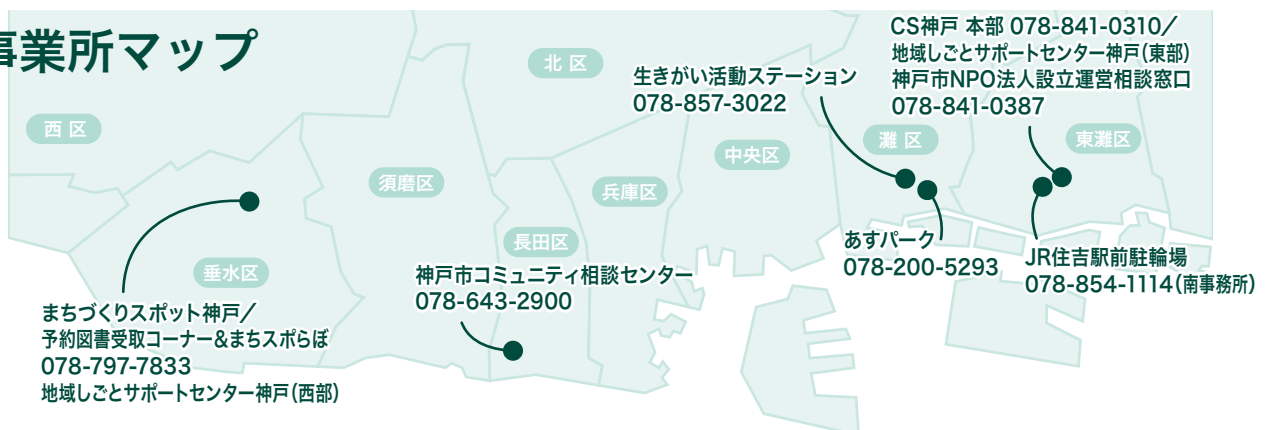 事業所マップ
CS神戸 本部 078-841-0310／
地域しごとサポートセンター神戸（東部）
神戸市NPO法人設立運営相談窓口
078-841-0387
生きがい活動ステーション
078-857-3022
北区
西区
灘区
東灘区
中央区
須磨区
兵庫区
長田区
垂水区
あすパーク
078-200-5293
JR住吉駅前駐輪場
078-854-1114（南事務所）
神戸市コミュニティ相談センター
078-643-2900
まちづくりスポット神戸／
予約図書受取コーナー&まちスポらぼ
078-797-7833
地域しごとサポートセンター神戸（西部）